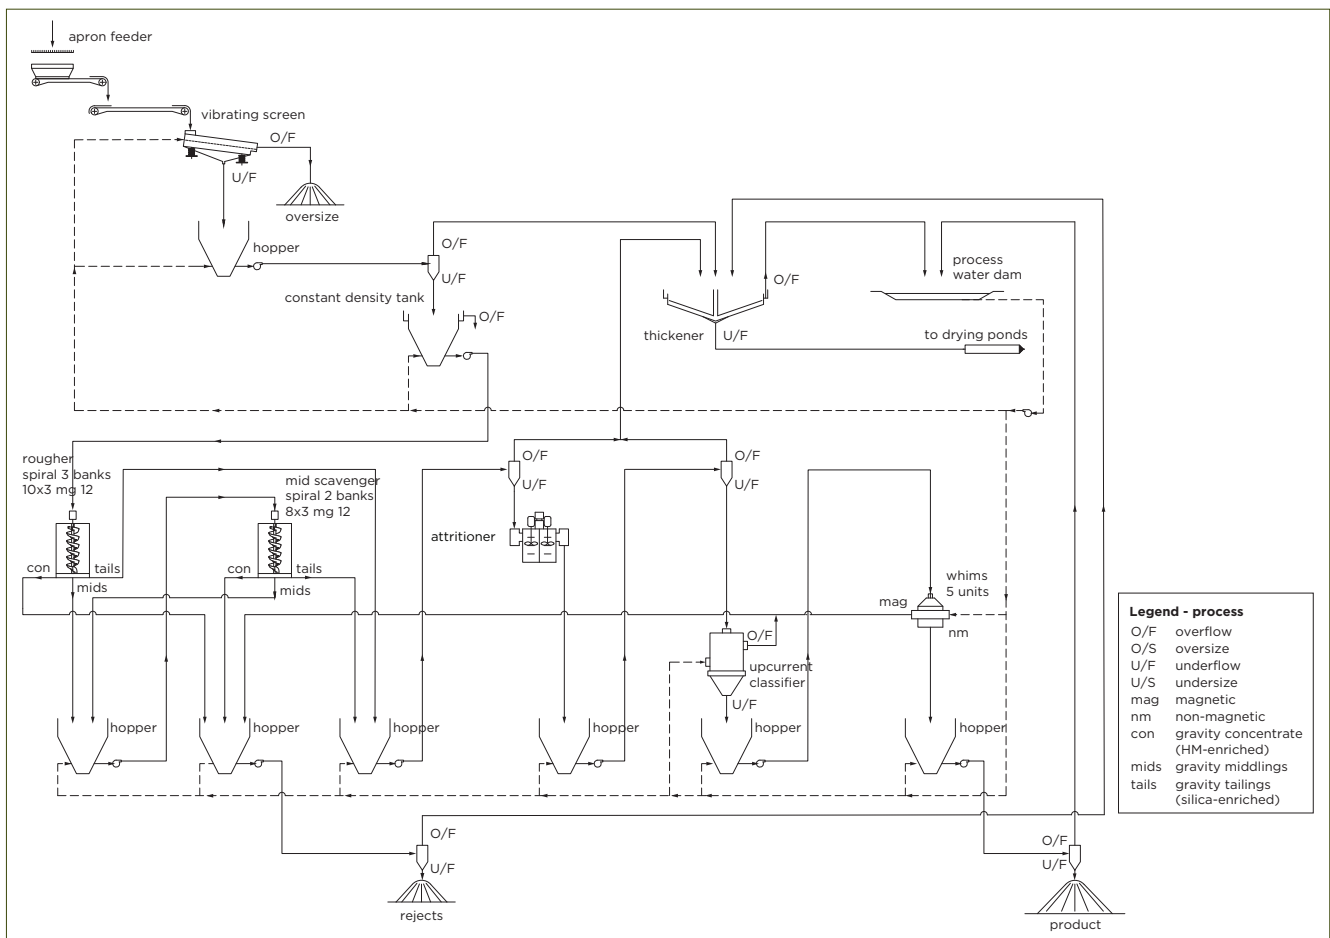 apron feeder
vibrating screen
O/F
U/F
oversize
hopper
O/F
U/F
constant density tank
O/F
O/F
process
water dam
thickener
U/F
to drying ponds
rougher
spiral 3 banks
10x3 mg 12
mid scavenger
spiral 2 banks
8x3 mg 12
O/F
U/F
O/F
U/F
attritioner
con
tails
mids
con
tails
mids
whims
5 units
mag
nm
O/F
upcurrent
classifier
U/F
hopper
hopper
hopper
hopper
hopper
hopper
O/F
U/F
rejects
O/F
U/F
product
Legend - process
O/F overflow
O/S oversize
U/F underflow
U/S undersize
mag magnetic
nm non-magnetic
con gravity concentrate
(HM-enriched)
mids gravity middlings
tails gravity tailings
(silica-enriched)